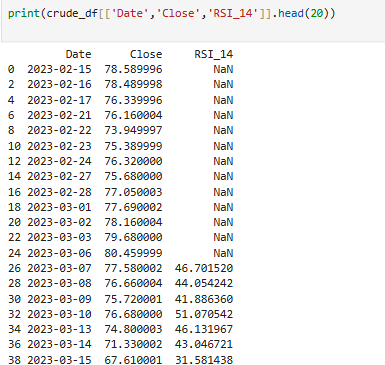 print(crude_df[['Date','Close','RSI_14']].head(20))
Date Close RSI_14
0 2023-02-15 78.589996 NaN
2 2023-02-16 78.489998 NaN
4 2023-02-17 76.339996 NaN
6 2023-02-21 76.160004 NaN
8 2023-02-22 73.949997 NaN
10 2023-02-23 75.389999 NaN
12 2023-02-24 76.320000 NaN
14 2023-02-27 75.680000 NaN
16 2023-02-28 77.050003 NaN
18 2023-03-01 77.690002 NaN
20 2023-03-02 78.160004 NaN
22 2023-03-03 79.680000 NaN
24 2023-03-06 80.459999 NaN
26 2023-03-07 77.580002 46.701520
28 2023-03-08 76.660004 44.054242
30 2023-03-09 75.720001 41.886360
32 2023-03-10 76.680000 51.070542
34 2023-03-13 74.800003 46.131967
36 2023-03-14 71.330002 43.046721
38 2023-03-15 67.610001 31.581438